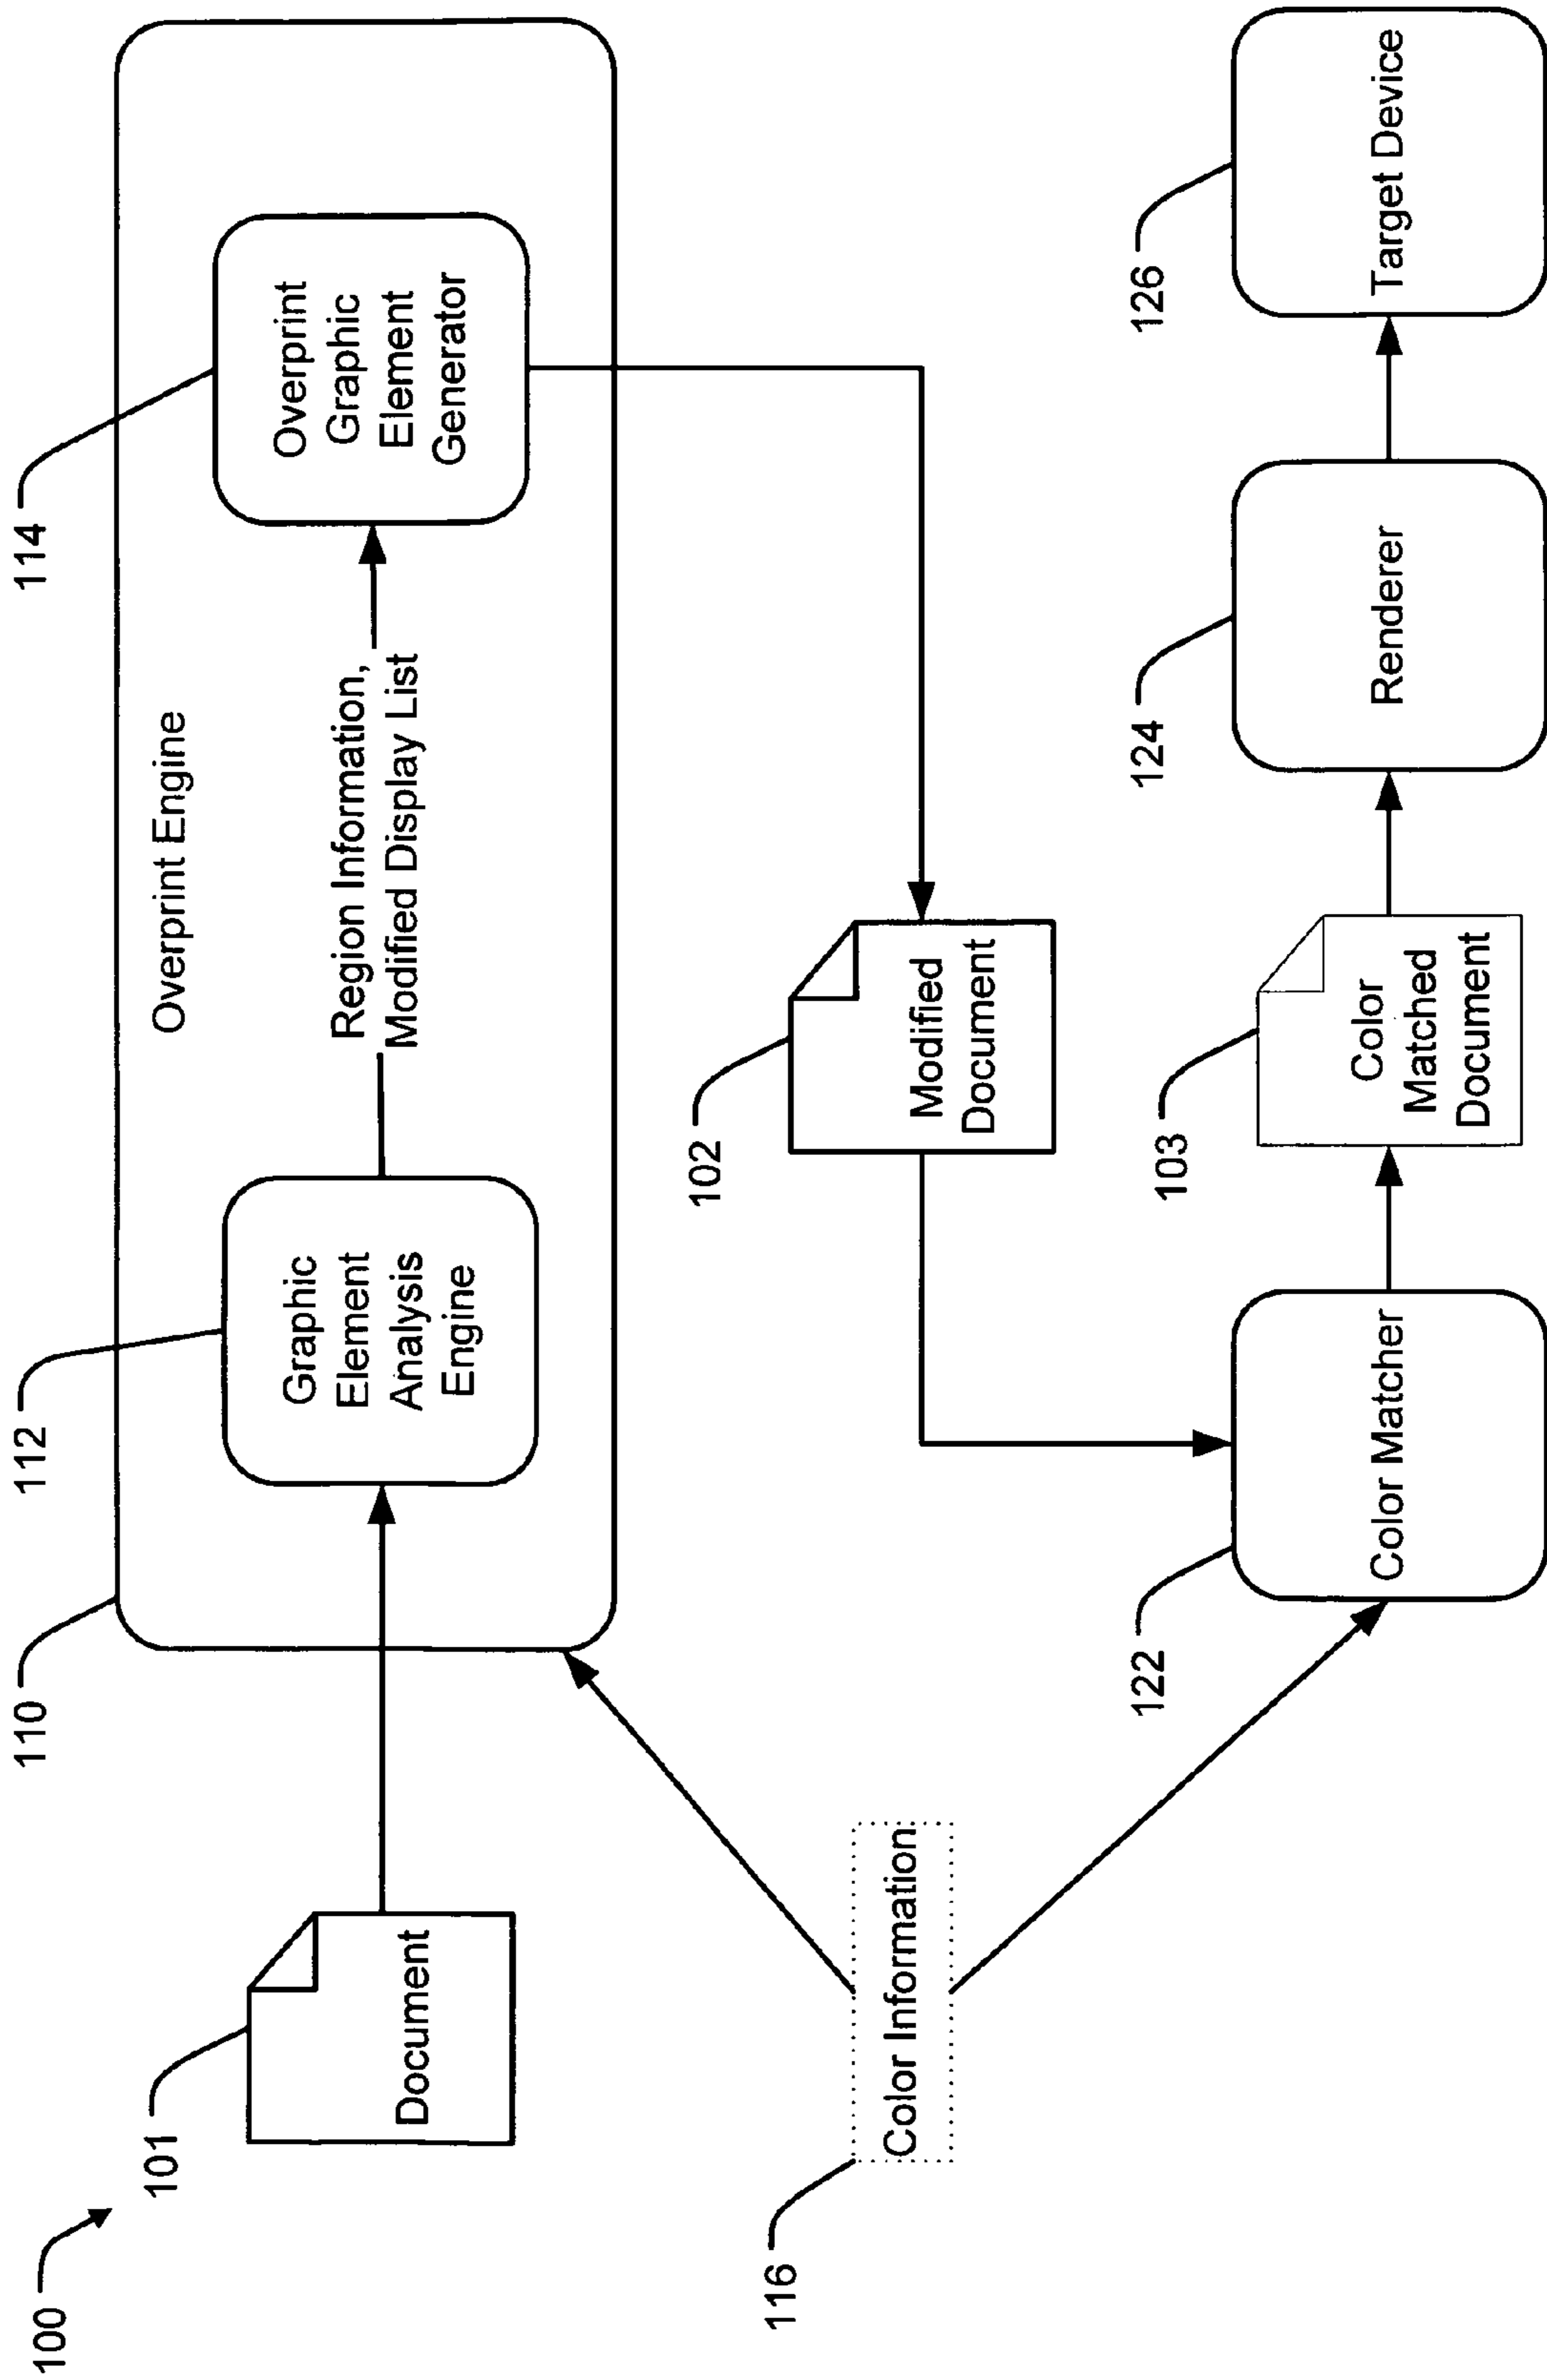 100
101
Document
110
Overprint Engine
112
Graphic
Element
Analysis
Engine
Region Information,
Modified Display List
114
Overprint
Graphic
Element
Generator
116
Color Information
102
Modified
Document
122
Color Matcher
103
Color
Matched
Document
124
Renderer
126
Target Device